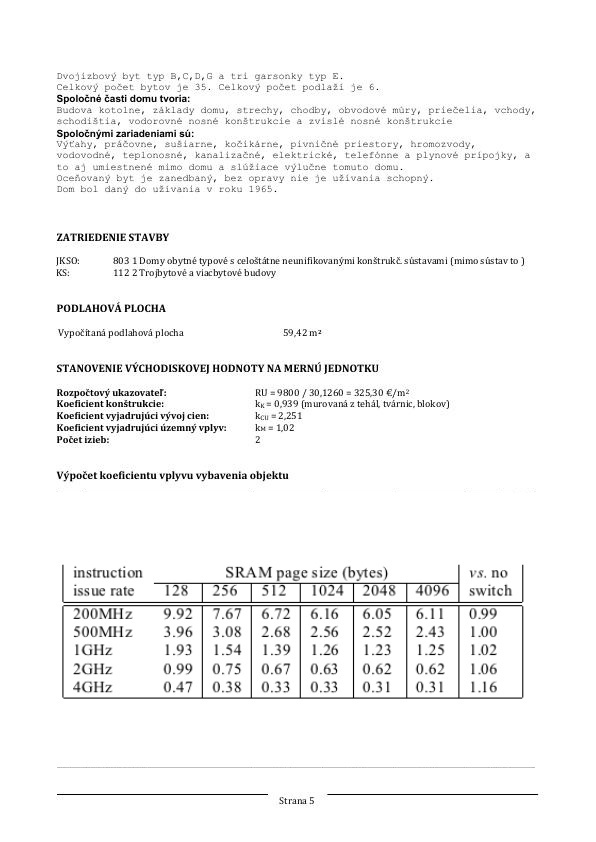 Dvojizbový byt typ B,C,D,G a tri garsonky typ E.
Celkový počet bytov je 35. Celkový počet podlaží je 6.
Spoločné časti domu tvoria:
Budova kotolne, základy domu, strechy, chodby, obvodové múry, priečelia, vchody,
schodištia, vodorovné nosné konštrukcie a zvislé nosné konštrukcie
Spoločnými zariadeniami sú:
Výťahy, práčovne, sušiarne, kočikárne, pivničné priestory, hromozvody,
vodovodné, teplonosné, kanalizačné, elektrické, telefónne a plynové prípojky, a
to aj umiestnené mimo domu a slúžiace výlučne tomuto domu.
Oceňovaný byt je zanedbaný, bez opravy nie je užívania schopný.
Dom bol daný do užívania v roku 1965.
ZATRIEDENIE STAVBY
JKSO: 803 1 Domy obytné typové s celoštátne neunifikovanými konštrukč. sústavami (mimo sústav to )
KS: 112 2 Trojbytové a viacbytové budovy
PODLAHOVÁ PLOCHA
Vypočítaná podlahová plocha 59,42 m²
STANOVENIE VÝCHODISKOVEJ HODNOTY NA MERNÚ JEDNOTKU
Rozpočtový ukazovateľ: RU = 9800 / 30,1260 = 325,30 €/m²
Koeficient konštrukcie: kK = 0,939 (murovaná z tehál, tvárnic, blokov)
Koeficient vyjadrujúci vývoj cien: kCU = 2,251
Koeficient vyjadrujúci územný vplyv: kM = 1,02
Počet izieb: 2
Výpočet koeficientu vplyvu vybavenia objektu
instruction SRAM page size (bytes) vs. no
issue rate 128 256 512 1024 2048 4096 switch
200MHz 9.92 7.67 6.72 6.16 6.05 6.11 0.99
500MHz 3.96 3.08 2.68 2.56 2.52 2.43 1.00
1GHz 1.93 1.54 1.39 1.26 1.23 1.25 1.02
2GHz 0.99 0.75 0.67 0.63 0.62 0.62 1.06
4GHz 0.47 0.38 0.33 0.33 0.31 0.31 1.16
Strana 5